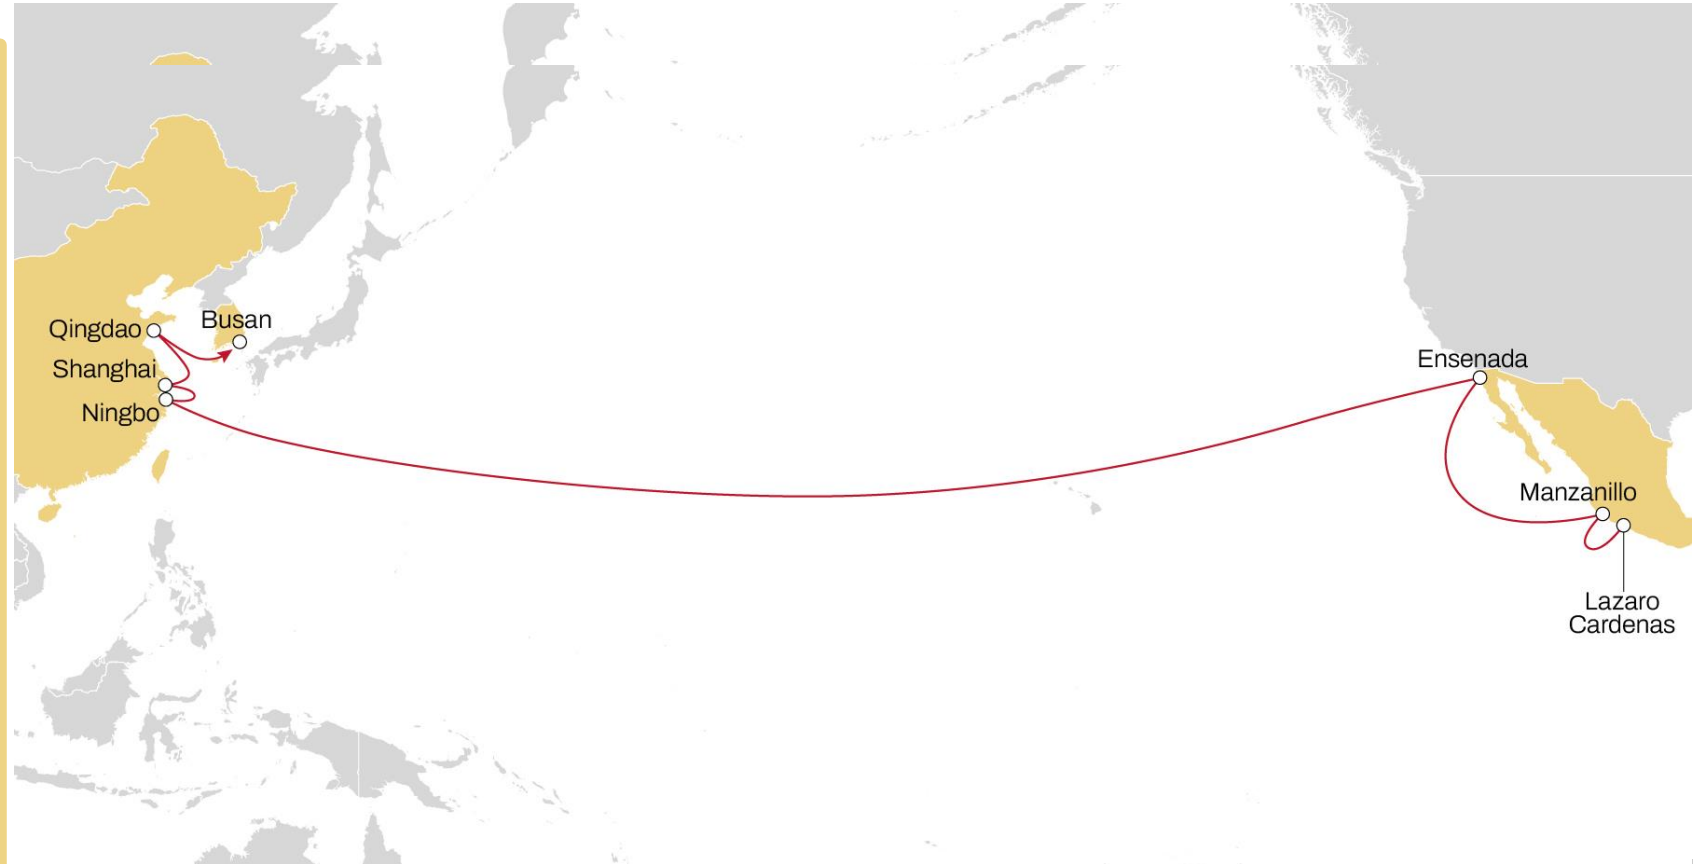 Qingdao
Busan
Shanghai
Ningbo
Ensenada
Manzanillo
Lazaro
Cardenas